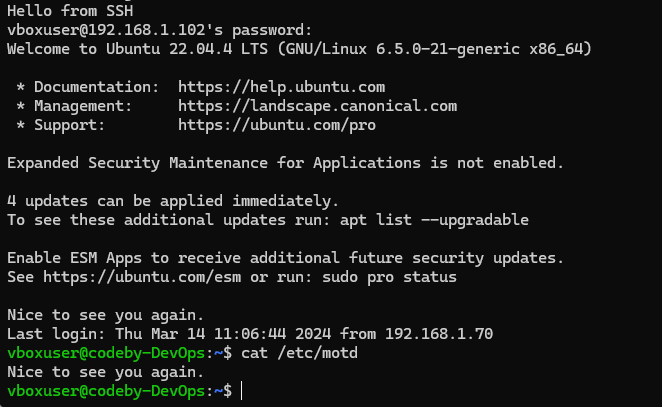 Hello from SSH
vboxuser@192.168.1.102's password:
Welcome to Ubuntu 22.04.4 LTS (GNU/Linux 6.5.0-21-generic x86_64)
* Documentation:  https://help.ubuntu.com
* Management:     https://landscape.canonical.com
* Support:        https://ubuntu.com/pro
Expanded Security Maintenance for Applications is not enabled.
4 updates can be applied immediately.
To see these additional updates run: apt list --upgradable
Enable ESM Apps to receive additional future security updates.
See https://ubuntu.com/esm or run: sudo pro status
Nice to see you again.
Last login: Thu Mar 14 11:06:44 2024 from 192.168.1.70
vboxuser@codeby-DevOps:~$ cat /etc/motd
Nice to see you again.
vboxuser@codeby-DevOps:~$